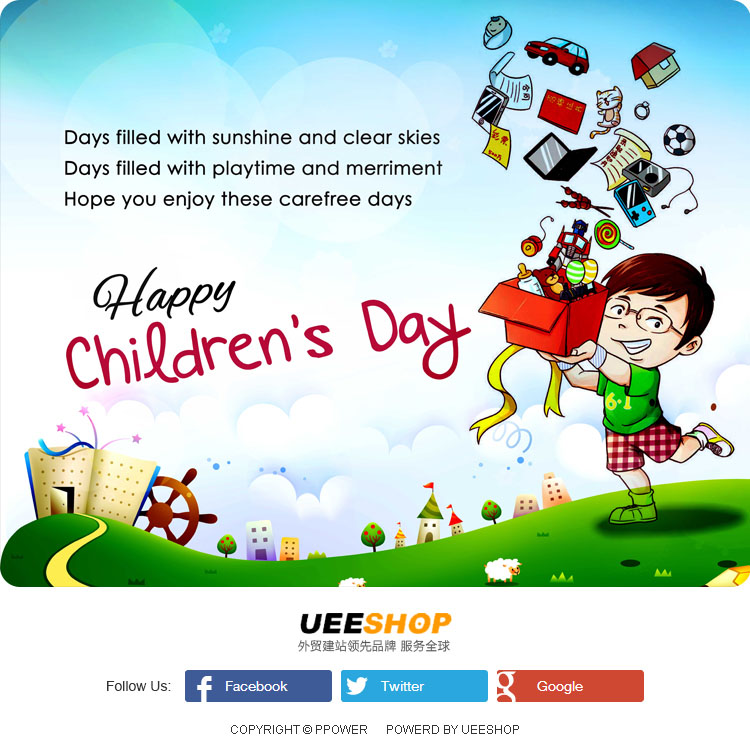 Days filled with sunshine and clear skies
Days filled with playtime and merriment
Hope you enjoy these carefree days
Happy
Children's Day
6·1
UEESHOP
外贸建站领先品牌 服务全球
Follow Us:
Facebook
Twitter
Google
COPYRIGHT © PPOWER POWERD BY UEESHOP